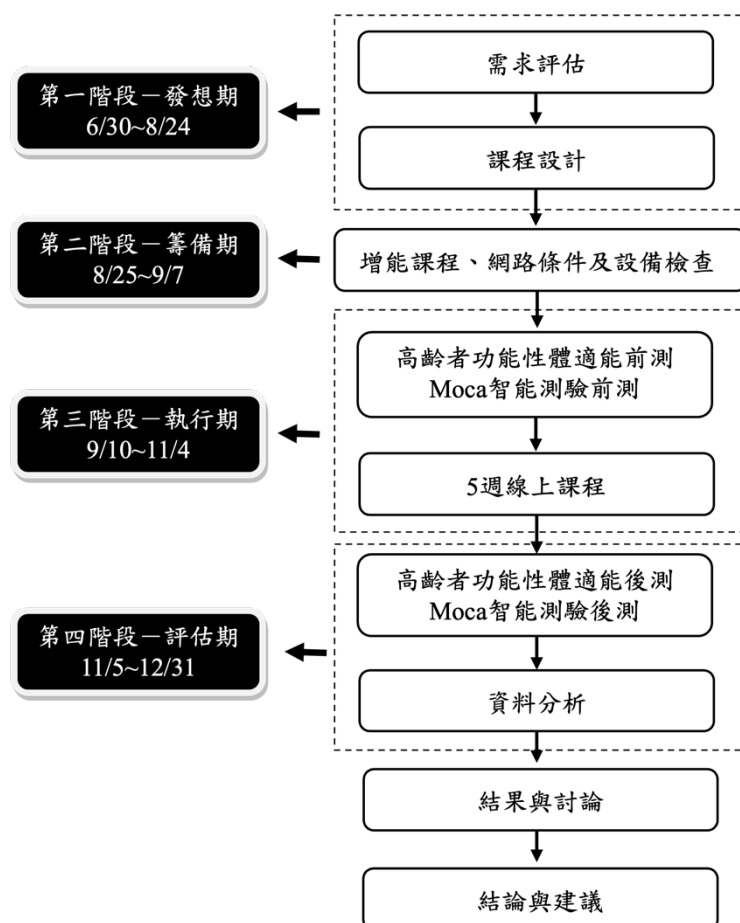 第一階段－發想期
6/30~8/24
需求評估
課程設計
第二階段－籌備期
8/25~9/7
增能課程、網路條件及設備檢查
第三階段－執行期
9/10~11/4
高齡者功能性體適能前測
Moca智能測驗前測
5週線上課程
第四階段－評估期
11/5~12/31
高齡者功能性體適能後測
Moca智能測驗後測
資料分析
結果與討論
結論與建議